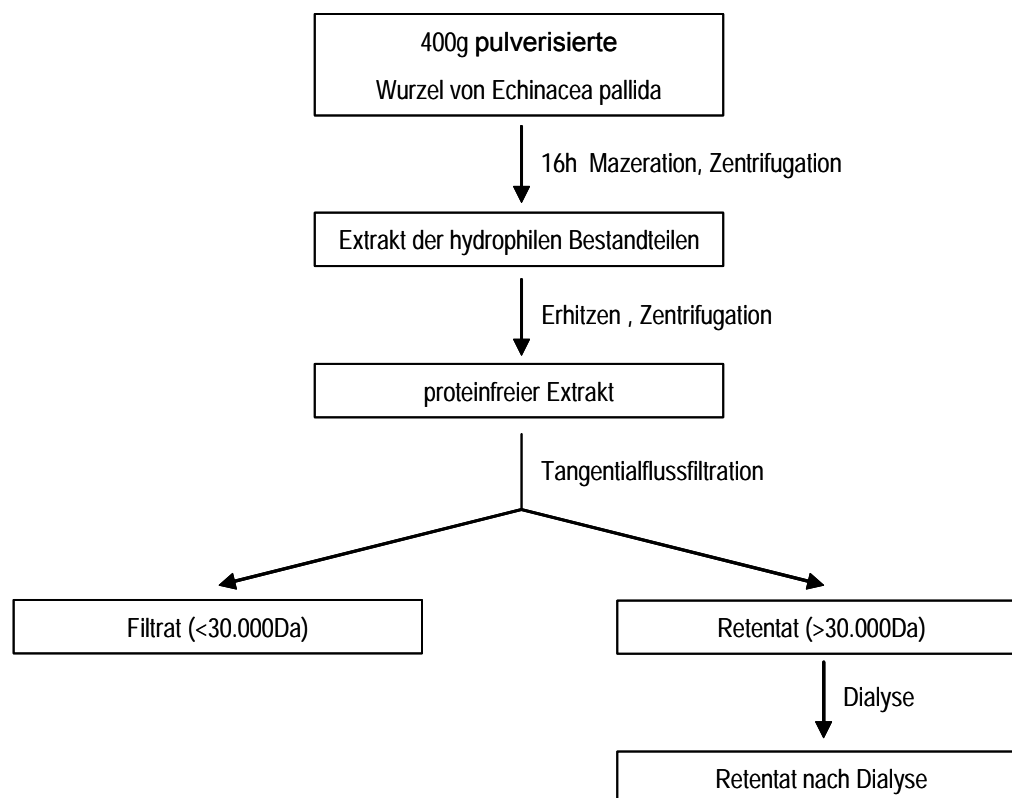 400g pulverisierte
Wurzel von Echinacea pallida
16h Mazeration, Zentrifugation
Extrakt der hydrophilen Bestandteilen
Erhitzen , Zentrifugation
proteinfreier Extrakt
Tangentialflussfiltration
Filtrat (<30.000Da)
Retentat (>30.000Da)
Dialyse
Retentat nach Dialyse